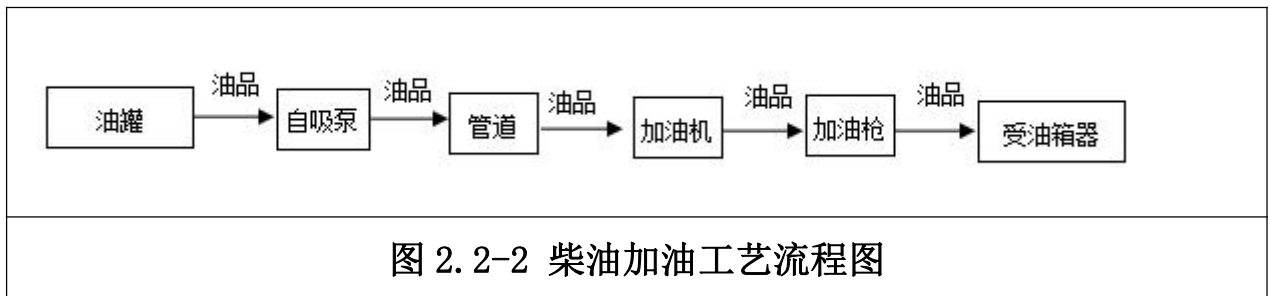 油品 油品 油品 油品 油品
油罐 自吸泵 管道 加油机 加油枪 受油箱器
图 2.2-2 柴油加油工艺流程图